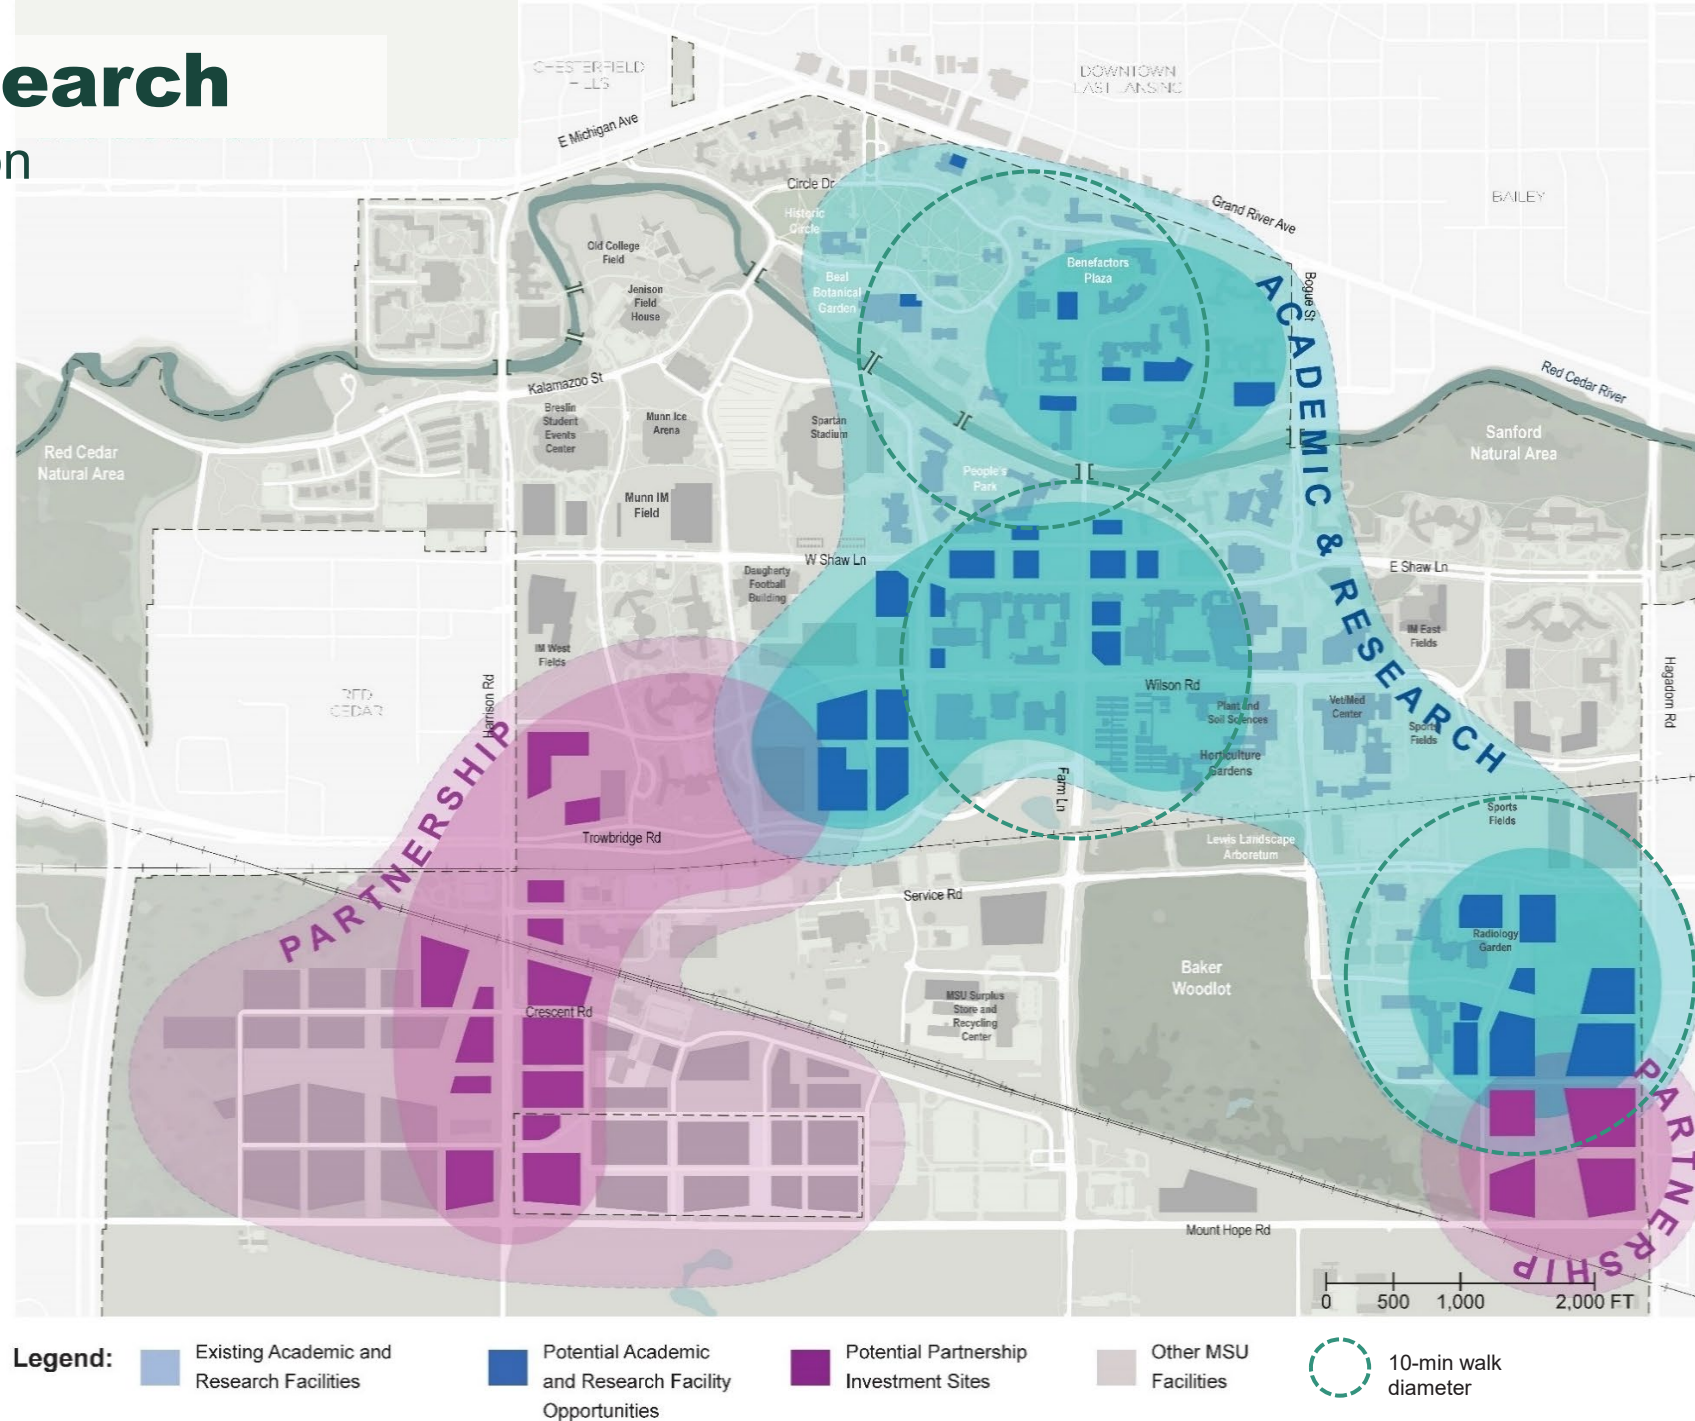 earch
on
CHESTERFIELD
HILLS
DOWNTOWN
EAST LANSING
E Michigan Ave
Circle Dr
Historic
Circle
Grand River Ave
BAILEY
Old College
Field
Beal
Botanical
Garden
Benefactors
Plaza
Bogue St
Jenison
Field
House
Red Cedar River
Kalamazoo St
Breslin
Student
Events
Center
Munn Ice
Arena
Spartan
Stadium
Red Cedar
Natural Area
Sanford
Natural Area
People's
Park
Munn IM
Field
ACADEMIC & RESEARCH
W Shaw Ln
E Shaw Ln
Daugherty
Football
Building
IM West
Fields
IM East
Fields
RED
CEDAR
Harrison Rd
Hagadorn Rd
Wilson Rd
Plant and
Soil Sciences
Vet/Med
Center
Sports
Fields
Horticulture
Gardens
Farm Ln
PARTNERSHIP
Trowbridge Rd
Sports
Fields
Lewis Landscape
Arboretum
Service Rd
Radiology
Garden
Baker
Woodlot
MSU Surplus
Store and
Recycling
Center
Crescent Rd
PARTNERSHIP
Mount Hope Rd
0 500 1,000 2,000 FT
Legend:
Existing Academic and
Research Facilities
Potential Academic
and Research Facility
Opportunities
Potential Partnership
Investment Sites
Other MSU
Facilities
10-min walk
diameter